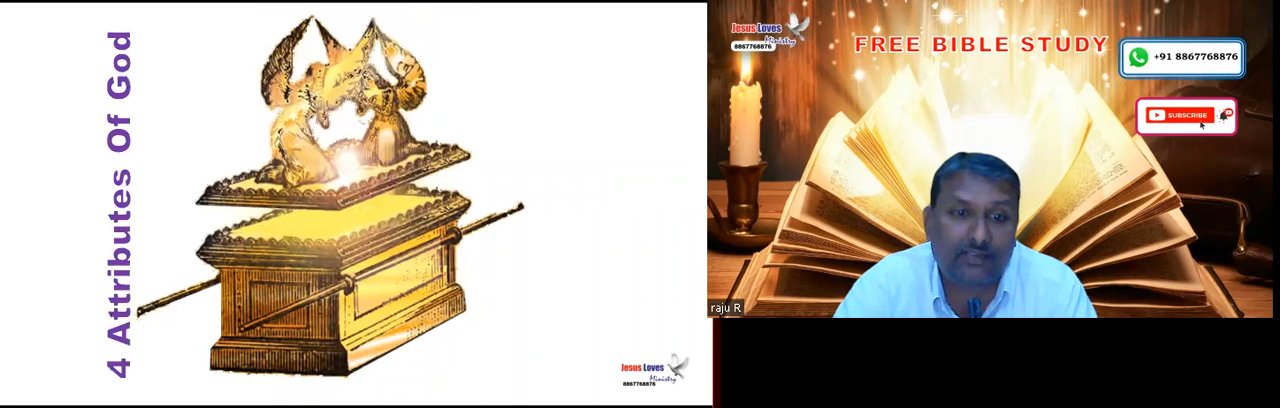 4 Attributes Of God
Jesus Loves
Ministry
8867768876
Jesus Loves
Ministry
8867768876
FREE BIBLE STUDY
+91 8867768876
SUBSCRIBE
raju R